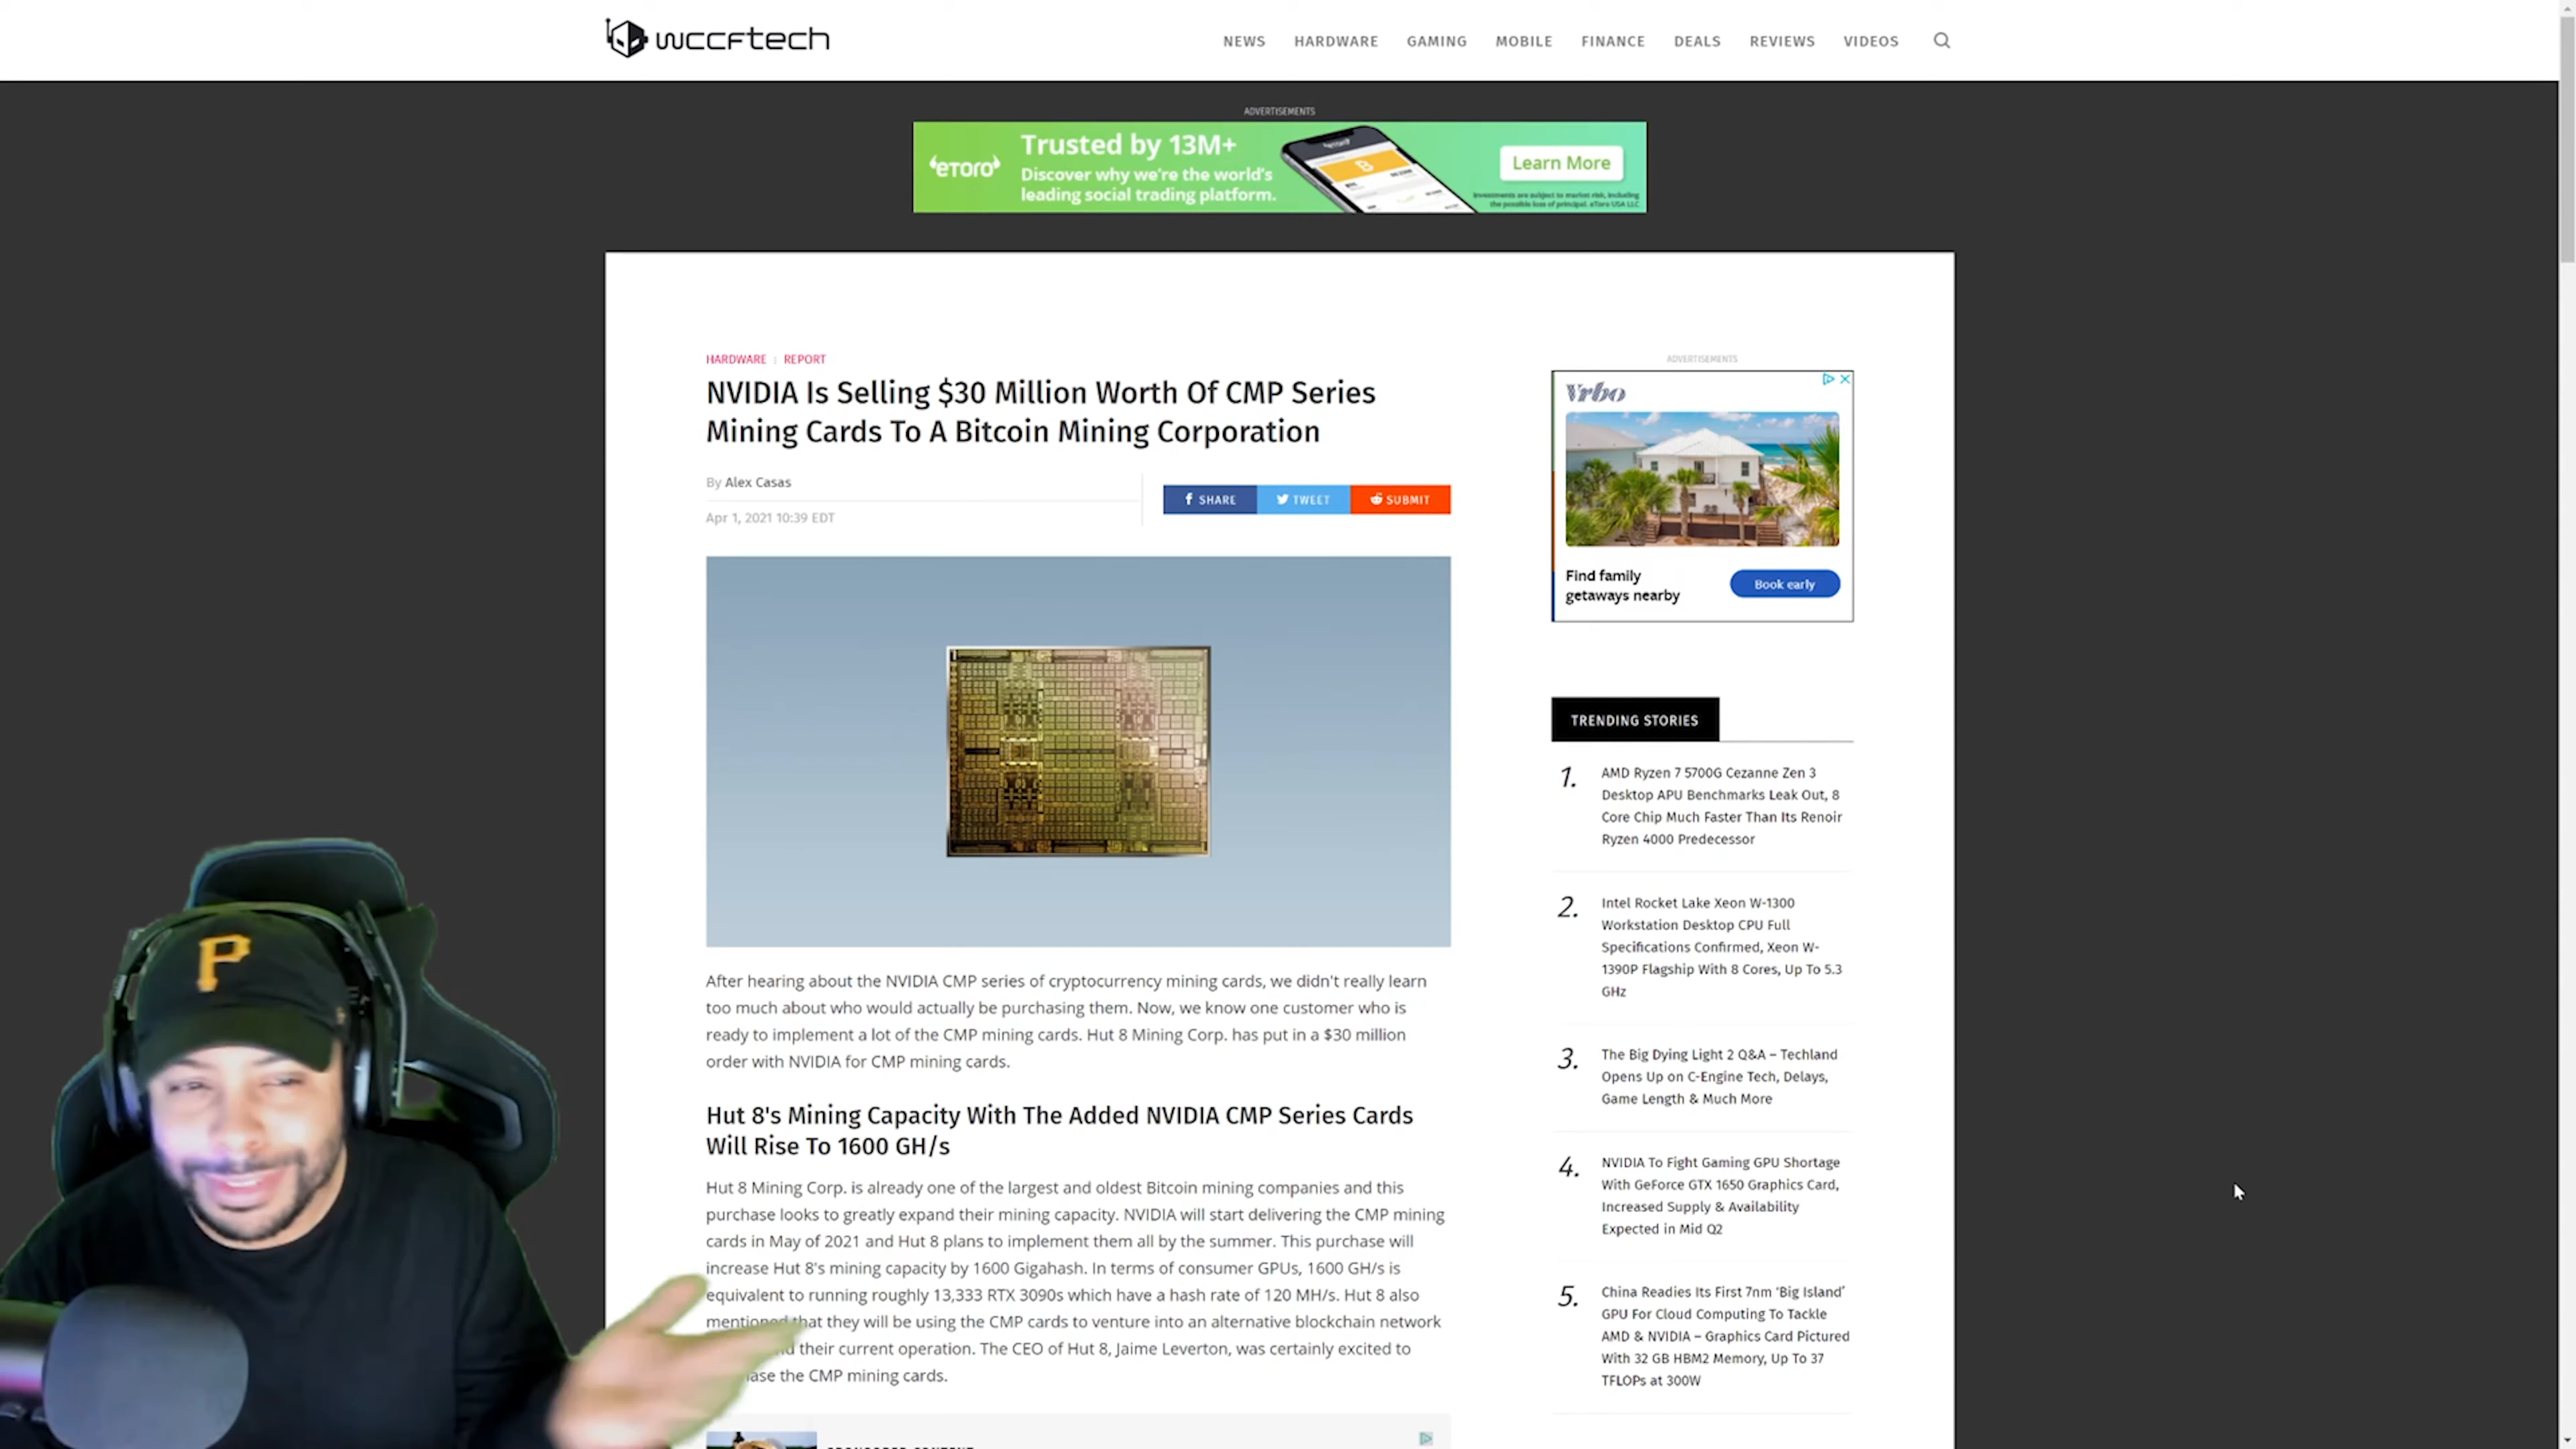 wccftech
NEWS HARDWARE GAMING MOBILE FINANCE DEALS REVIEWS VIDEOS
ADVERTISEMENTS
eTORO
Trusted by 13M+
Discover why we're the world's
leading social trading platform.
Learn More
Investments are subject to market risk, including
the possible loss of principal. eToro USA LLC
HARDWARE REPORT
NVIDIA Is Selling $30 Million Worth Of CMP Series
Mining Cards To A Bitcoin Mining Corporation
By Alex Casas
Apr 1, 2021 10:39 EDT
SHARE TWEET SUBMIT
After hearing about the NVIDIA CMP series of cryptocurrency mining cards, we didn't really learn
too much about who would actually be purchasing them. Now, we know one customer who is
ready to implement a lot of the CMP mining cards. Hut 8 Mining Corp. has put in a $30 million
order with NVIDIA for CMP mining cards.
Hut 8's Mining Capacity With The Added NVIDIA CMP Series Cards
Will Rise To 1600 GH/s
Hut 8 Mining Corp. is already one of the largest and oldest Bitcoin mining companies and this
purchase looks to greatly expand their mining capacity. NVIDIA will start delivering the CMP mining
cards in May of 2021 and Hut 8 plans to implement them all by the summer. This purchase will
increase Hut 8's mining capacity by 1600 Gigahash. In terms of consumer GPUs, 1600 GH/s is
equivalent to running roughly 13,333 RTX 3090s which have a hash rate of 120 MH/s. Hut 8 also
mentioned that they will be using the CMP cards to venture into an alternative blockchain network
their current operation. The CEO of Hut 8, Jaime Leverton, was certainly excited to
the CMP mining cards.
ADVERTISEMENTS
Vrbo
Find family
getaways nearby
Book early
TRENDING STORIES
1. AMD Ryzen 7 5700G Cezanne Zen 3
Desktop APU Benchmarks Leak Out, 8
Core Chip Much Faster Than Its Renoir
Ryzen 4000 Predecessor
2. Intel Rocket Lake Xeon W-1300
Workstation Desktop CPU Full
Specifications Confirmed, Xeon W-
1390P Flagship With 8 Cores, Up To 5.3
GHz
3. The Big Dying Light 2 Q&A – Techland
Opens Up on C-Engine Tech, Delays,
Game Length & Much More
4. NVIDIA To Fight Gaming GPU Shortage
With GeForce GTX 1650 Graphics Card,
Increased Supply & Availability
Expected in Mid Q2
5. China Readies Its First 7nm 'Big Island'
GPU For Cloud Computing To Tackle
AMD & NVIDIA – Graphics Card Pictured
With 32 GB HBM2 Memory, Up To 37
TFLOPs at 300W
P